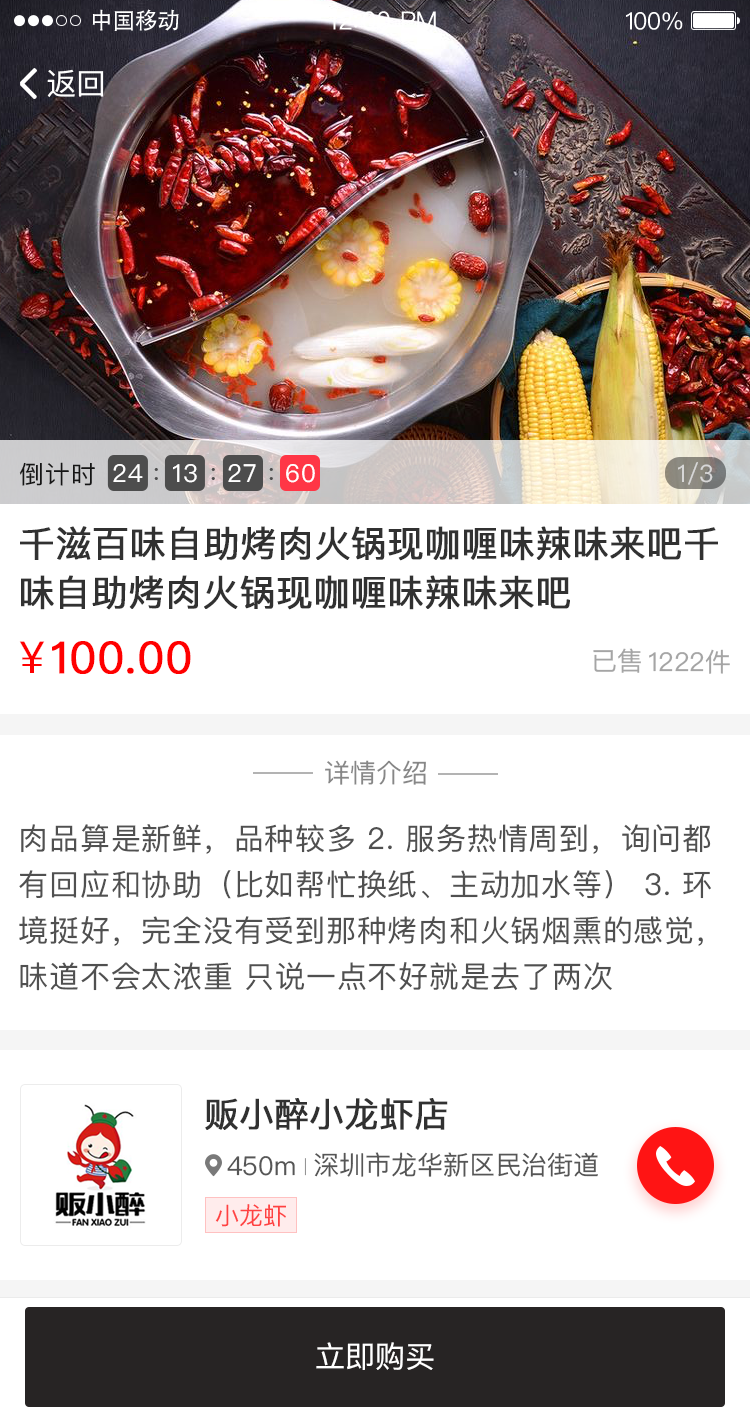 中国移动
PM
100%
返回
倒计时 24 : 13 : 27 : 60
1/3
千滋百味自助烤肉火锅现咖喱味辣味来吧千
味自助烤肉火锅现咖喱味辣味来吧
¥100.00
已售 1222件
详情介绍
肉品算是新鲜，品种较多 2. 服务热情周到，询问都
有回应和协助（比如帮忙换纸、主动加水等） 3. 环
境挺好，完全没有受到那种烤肉和火锅烟熏的感觉，
味道不会太浓重 只说一点不好就是去了两次
贩小醉
FAN XIAO ZUI
贩小醉小龙虾店
450m | 深圳市龙华新区民治街道
小龙虾
立即购买